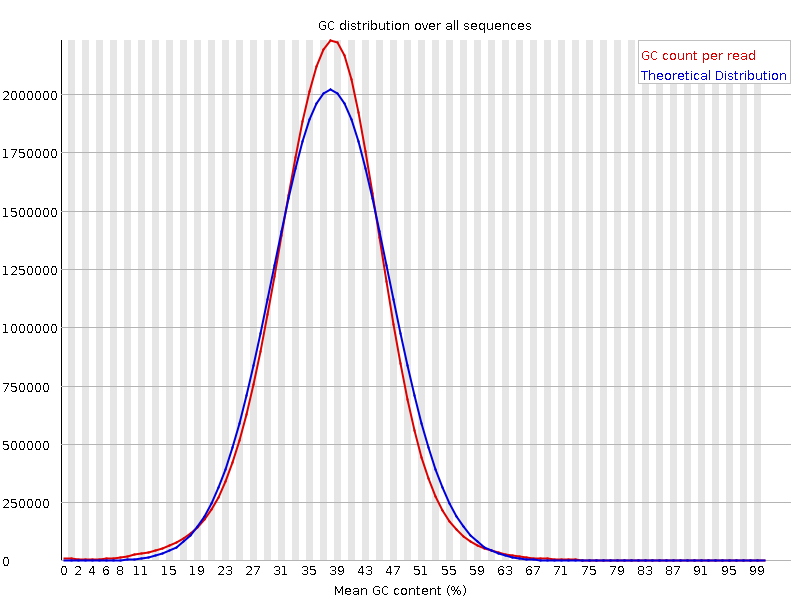 GC distribution over all sequences
GC count per read
Theoretical Distribution
2000000
1750000
1500000
1250000
1000000
750000
500000
250000
0
0 2 4 6 8 11 15 19 23 27 31 35 39 43 47 51 55 59 63 67 71 75 79 83 87 91 95 99
Mean GC content (%)